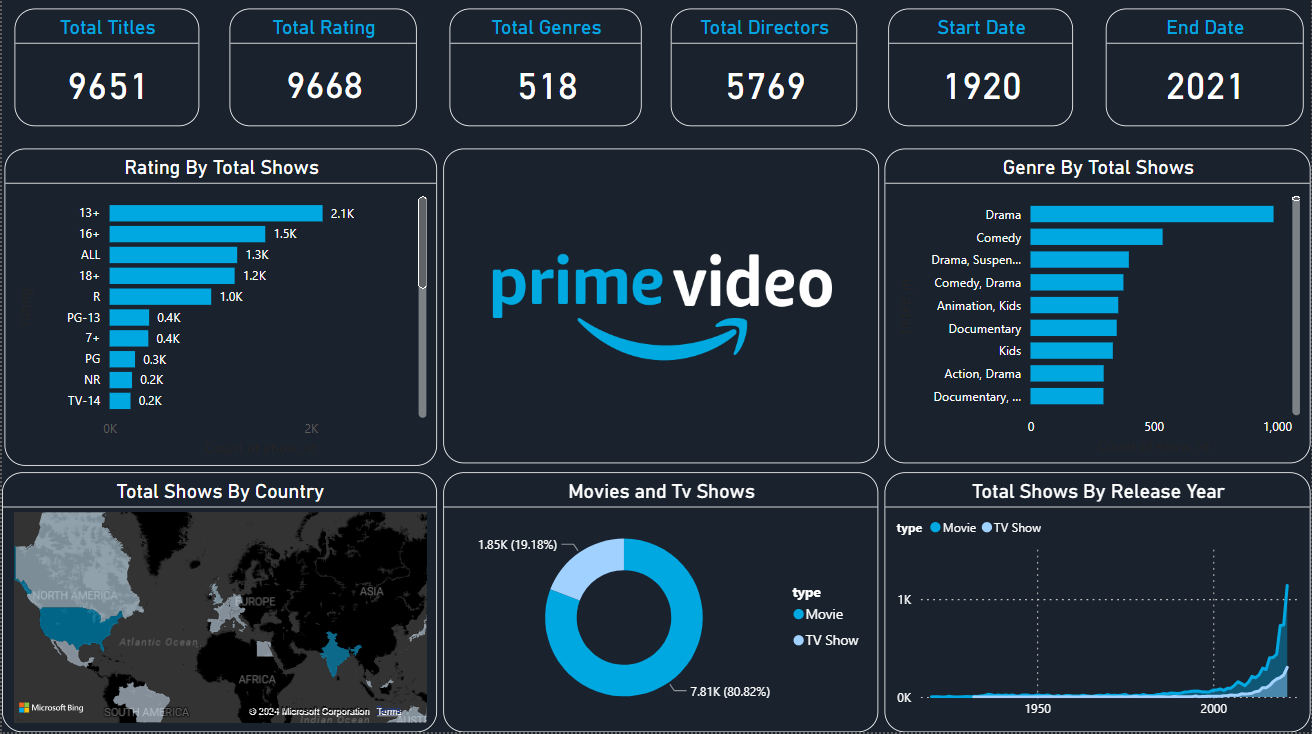 Total Titles
9651
Total Rating
9668
Total Genres
518
Total Directors
5769
Start Date
1920
End Date
2021
Rating By Total Shows
13+ 2.1K
16+ 1.5K
ALL 1.3K
18+ 1.2K
R 1.0K
PG-13 0.4K
7+ 0.4K
PG 0.3K
NR 0.2K
TV-14 0.2K
0K 2K
prime video
Genre By Total Shows
Drama
Comedy
Drama, Suspen...
Comedy, Drama
Animation, Kids
Documentary
Kids
Action, Drama
Documentary, ...
0 500 1,000
Total Shows By Country
NORTH AMERICA
EUROPE
ASIA
Atlantic Ocean
AFRICA
SOUTH AMERICA
Indian Ocean
AUST
Microsoft Bing
© 2024 Microsoft Corporation Terms
Movies and Tv Shows
1.85K (19.18%)
7.81K (80.82%)
type
Movie
TV Show
Total Shows By Release Year
type Movie TV Show
1K
0K
1950 2000